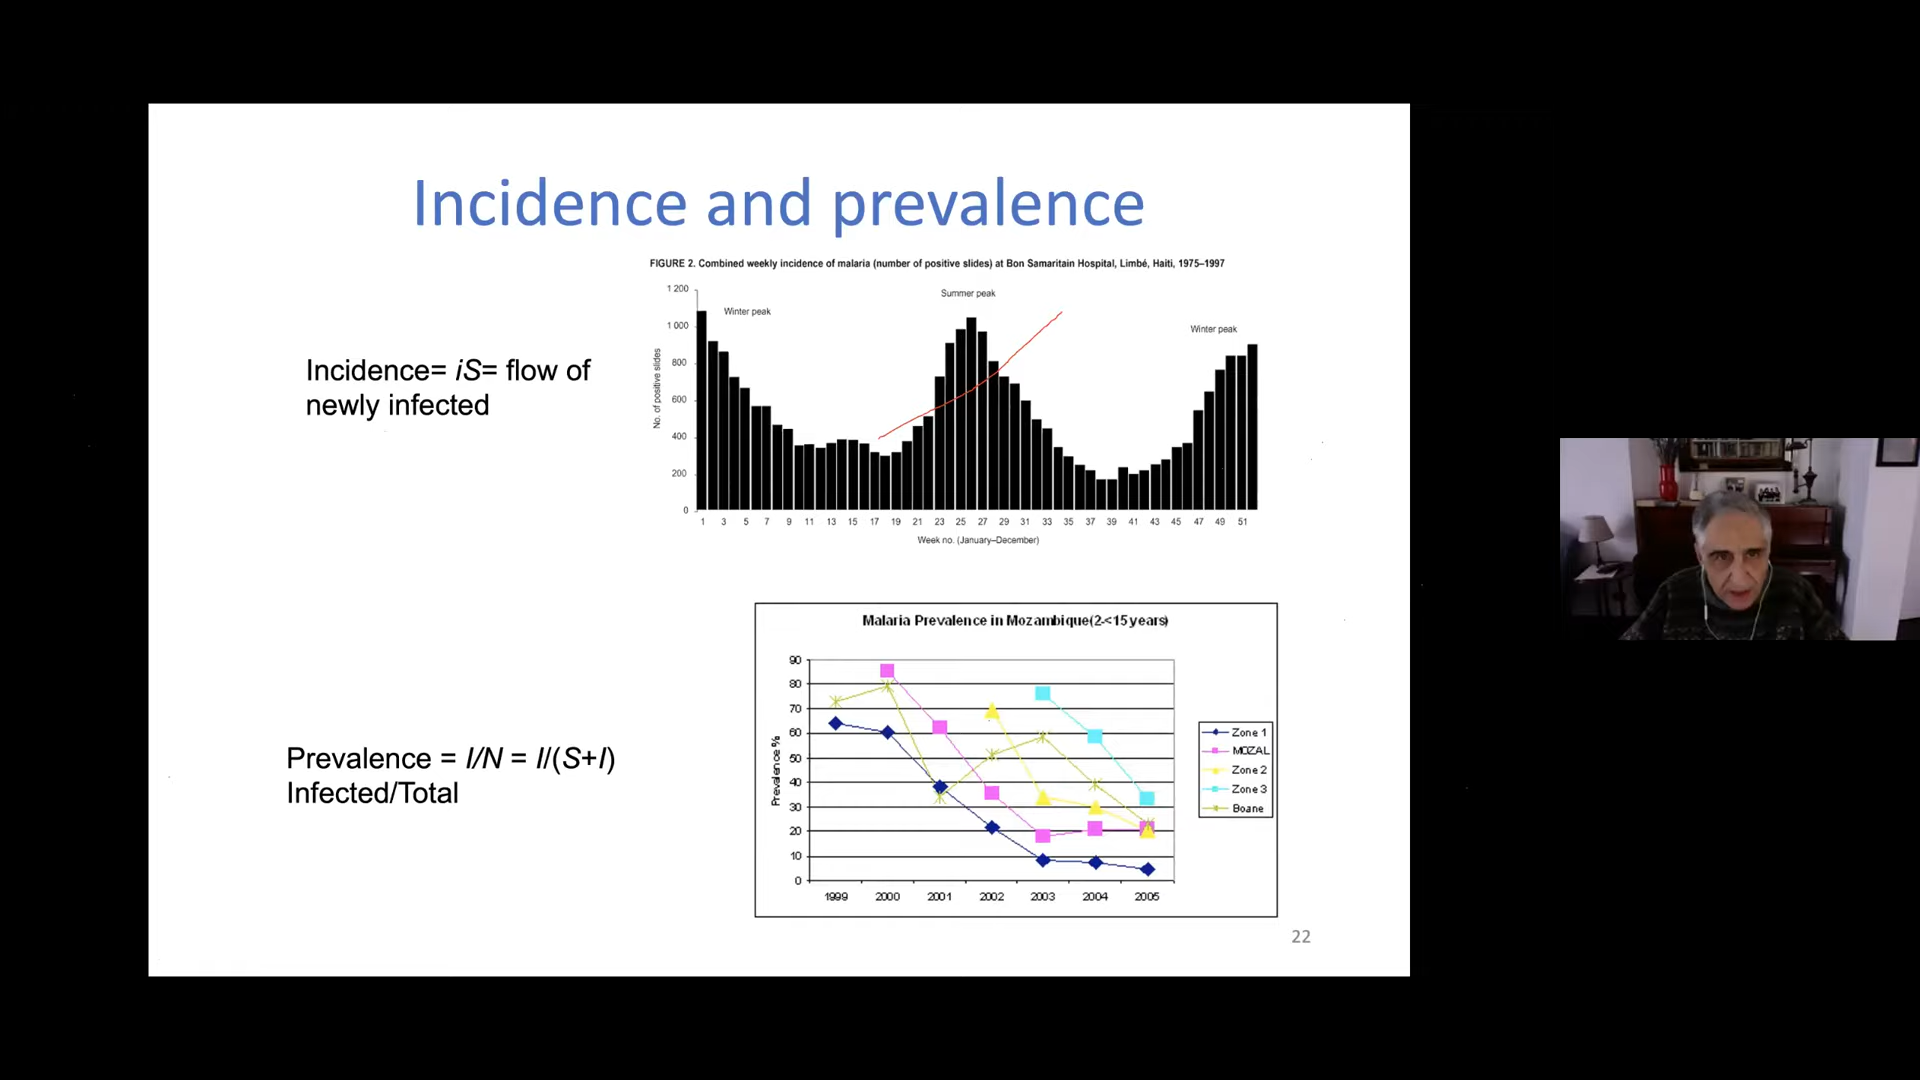 Incidence and prevalence
FIGURE 2. Combined weekly incidence of malaria (number of positive slides) at Bon Samaritain Hospital, Limbé, Haiti, 1975–1997
Incidence= iS= flow of
newly infected
No. of positive slides
1 200
1 000
800
600
400
200
0
Winter peak
Summer peak
Winter peak
1 3 5 7 9 11 13 15 17 19 21 23 25 27 29 31 33 35 37 39 41 43 45 47 49 51
Week no. (January–December)
Prevalence = I/N = I/(S+I)
Infected/Total
Malaria Prevalence in Mozambique(2-<15 years)
Prevalence %
90
80
70
60
50
40
30
20
10
0
1999 2000 2001 2002 2003 2004 2005
Zone 1
MOZAL
Zone 2
Zone 3
Boane
22